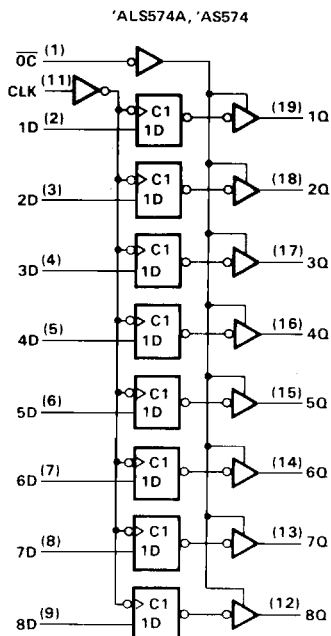 'ALS574A, 'AS574
OC (1)
CLK (11)
C1
1D (2) 1D (19) 1Q
C1
2D (3) 1D (18) 2Q
C1
3D (4) 1D (17) 3Q
C1
4D (5) 1D (16) 4Q
C1
5D (6) 1D (15) 5Q
C1
6D (7) 1D (14) 6Q
C1
7D (8) 1D (13) 7Q
C1
8D (9) 1D (12) 8Q